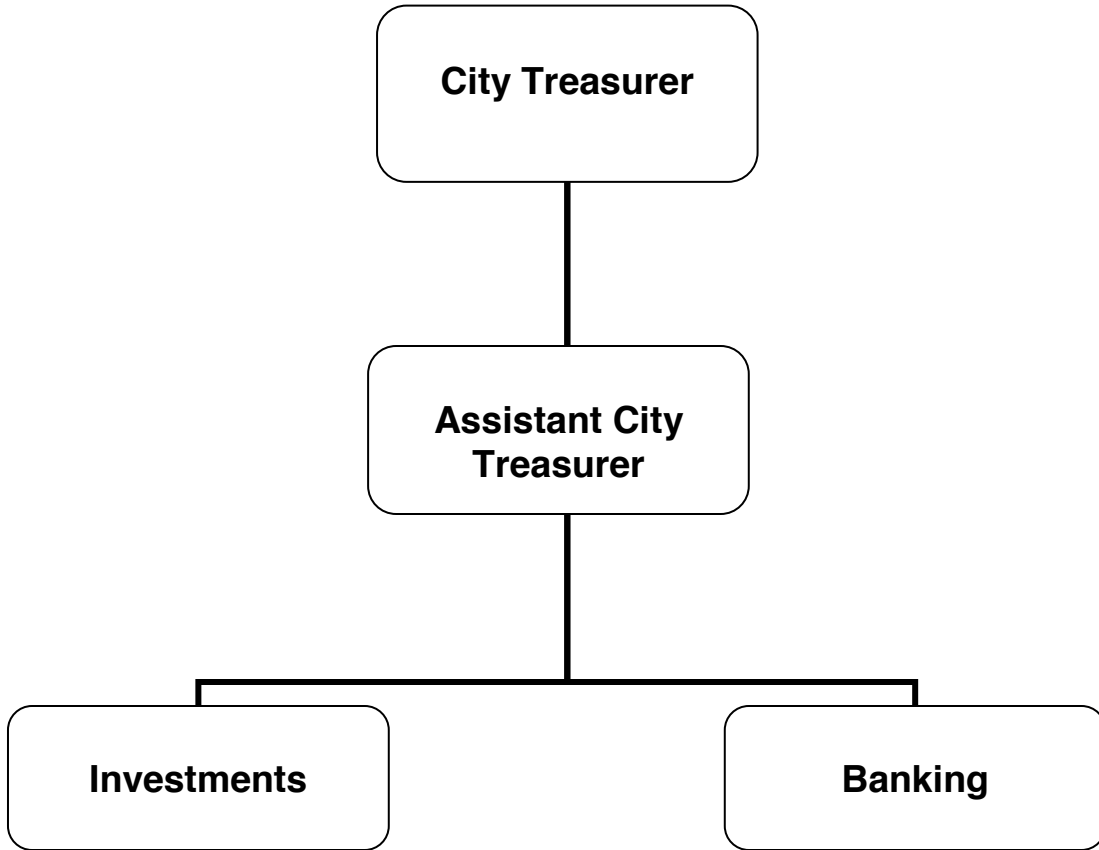 City Treasurer
Assistant City
Treasurer
Investments
Banking